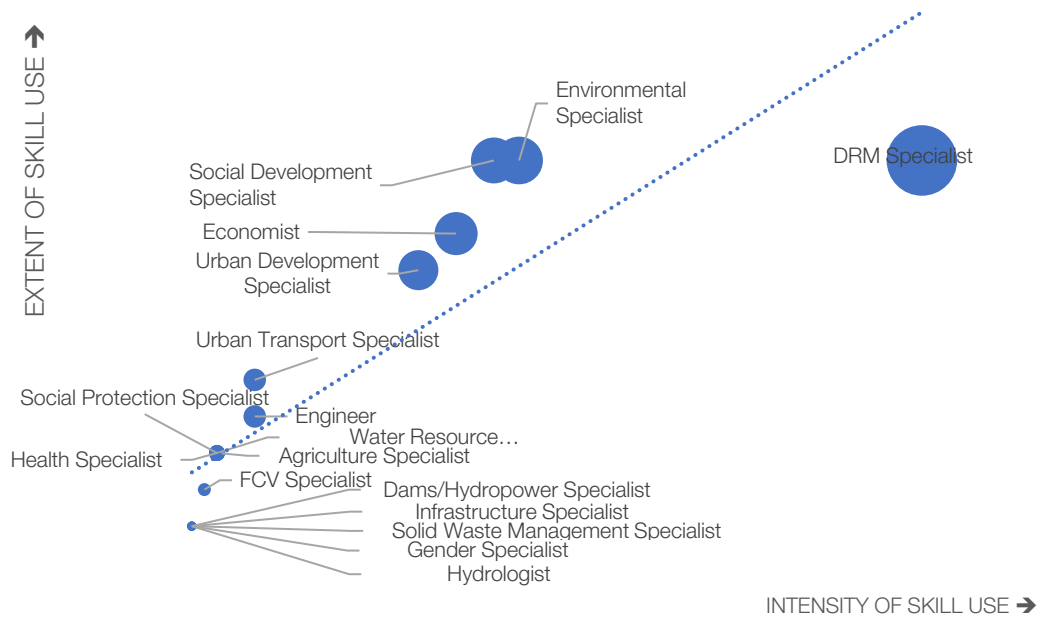 EXTENT OF SKILL USE ➔
Environmental
Specialist
DRM Specialist
Social Development
Specialist
Economist
Urban Development
Specialist
Urban Transport Specialist
Social Protection Specialist
Engineer
Water Resource…
Health Specialist
Agriculture Specialist
FCV Specialist
Dams/Hydropower Specialist
Infrastructure Specialist
Solid Waste Management Specialist
Gender Specialist
Hydrologist
INTENSITY OF SKILL USE ➔